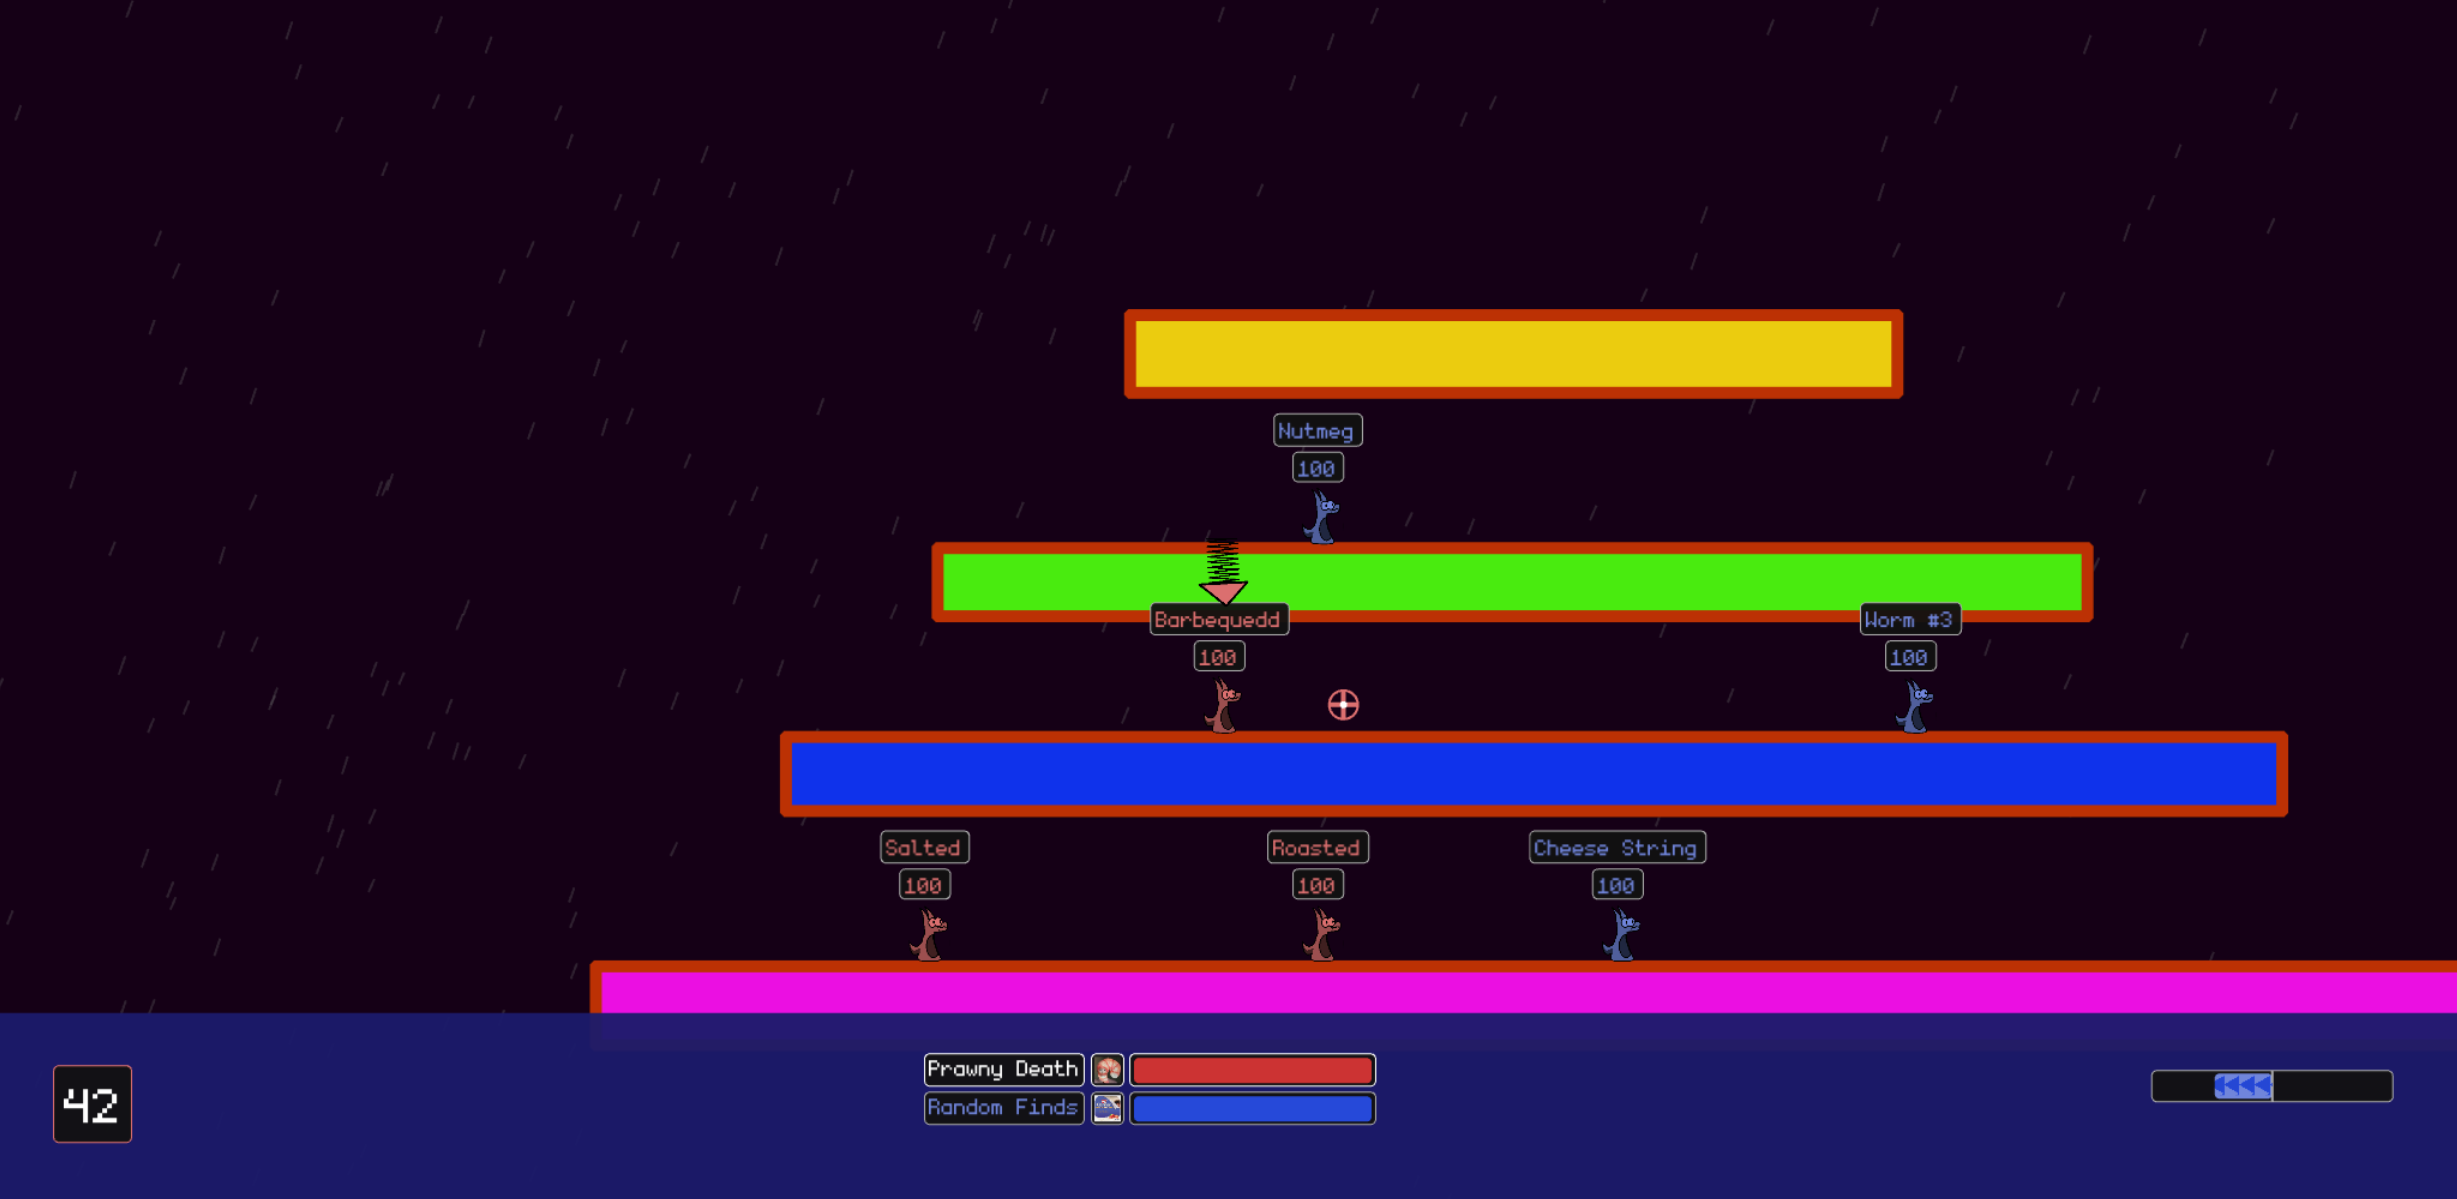 Nutmeg
100
Barbequedd
100
Worm #3
100
Salted
100
Roasted
100
Cheese String
100
42
Prawny Death
Random Finds